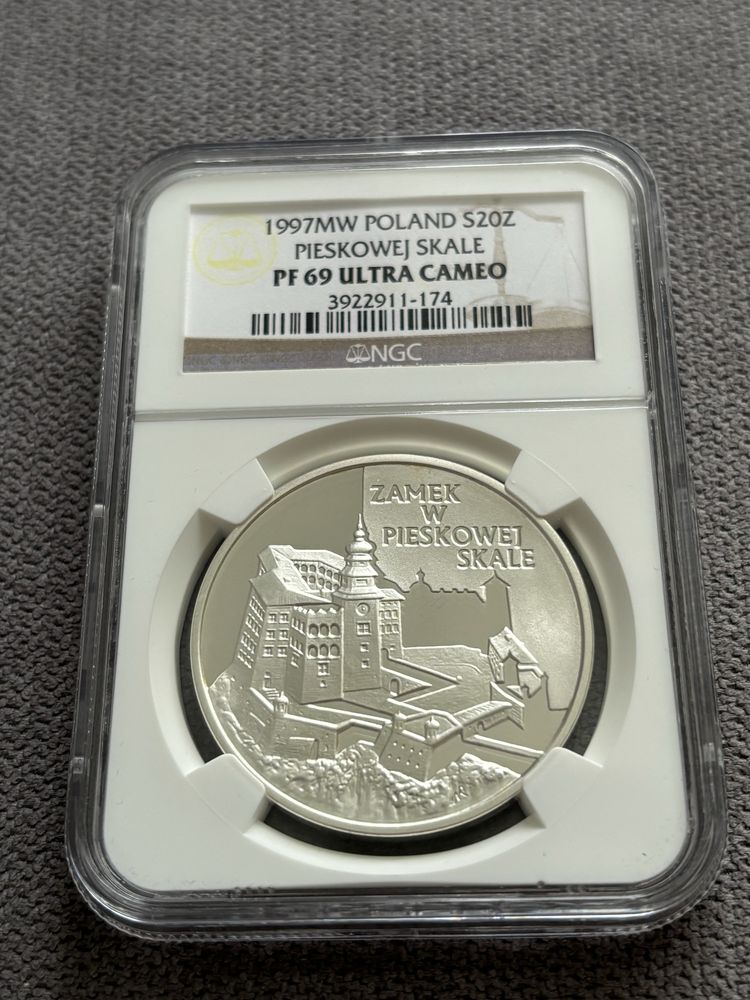 1997MW POLAND S20Z
PIESKOWEJ SKALE
PF 69 ULTRA CAMEO
3922911-174
NGC
ZAMEK
W
PIESKOWEJ
SKALE